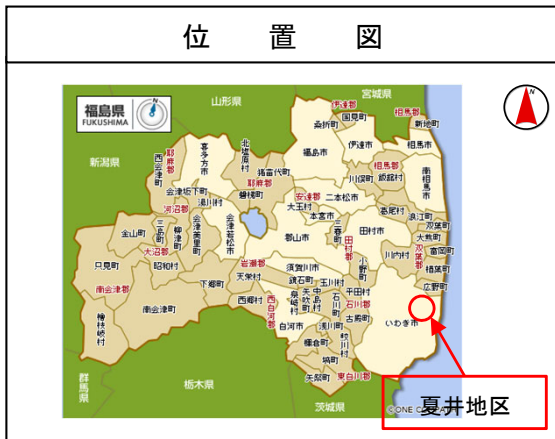 位 置 図
宮城県
山形県
福島県
FUKUSHIMA
新潟県
伊達郡
国見町
桑折町
相馬郡
新地町
喜多方市
北塩原村
福島市
伊達市
相馬市
耶麻郡
西会津町
猪苗代町
耶麻郡
磐梯町
相馬郡
飯舘村
川俣町
南相馬市
会津坂下町
湯川村
河沼郡
安達郡
大玉村
二本松市
本宮市
葛尾村
浪江町
双葉町
金山町
三島町
柳津町
会津美里町
会津若松市
郡山市
三春町
田村市
田村郡
大熊町
富岡町
双葉郡
川内村
楢葉町
広野町
只見町
大沼郡
昭和村
岩瀬郡
天栄村
須賀川市
鏡石町
玉川村
小野町
平田村
南会津郡
南会津町
下郷町
西郷村
西白河郡
泉崎村
矢吹町
中島村
石川町
石川郡
古殿町
いわき市
檜枝岐村
白河市
浅川町
棚倉町
鮫川村
塙町
矢祭町
東白川郡
群馬県
栃木県
茨城県
夏井地区